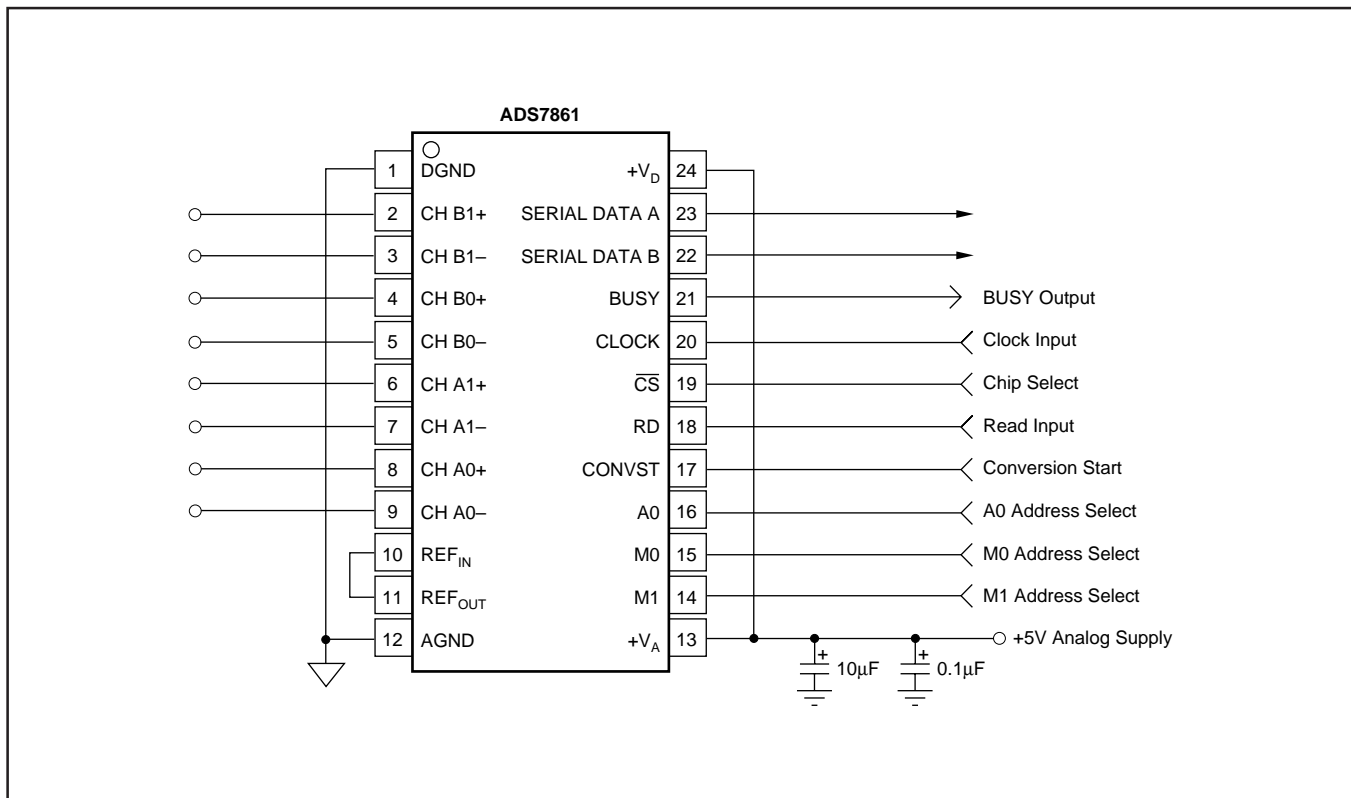 ADS7861
1 DGND +VD 24
2 CH B1+ SERIAL DATA A 23
3 CH B1– SERIAL DATA B 22
4 CH B0+ BUSY 21 BUSY Output
5 CH B0– CLOCK 20 Clock Input
6 CH A1+ CS 19 Chip Select
7 CH A1– RD 18 Read Input
8 CH A0+ CONVST 17 Conversion Start
9 CH A0– A0 16 A0 Address Select
10 REFIN M0 15 M0 Address Select
11 REFOUT M1 14 M1 Address Select
12 AGND +VA 13 +5V Analog Supply
+ 10µF + 0.1µF